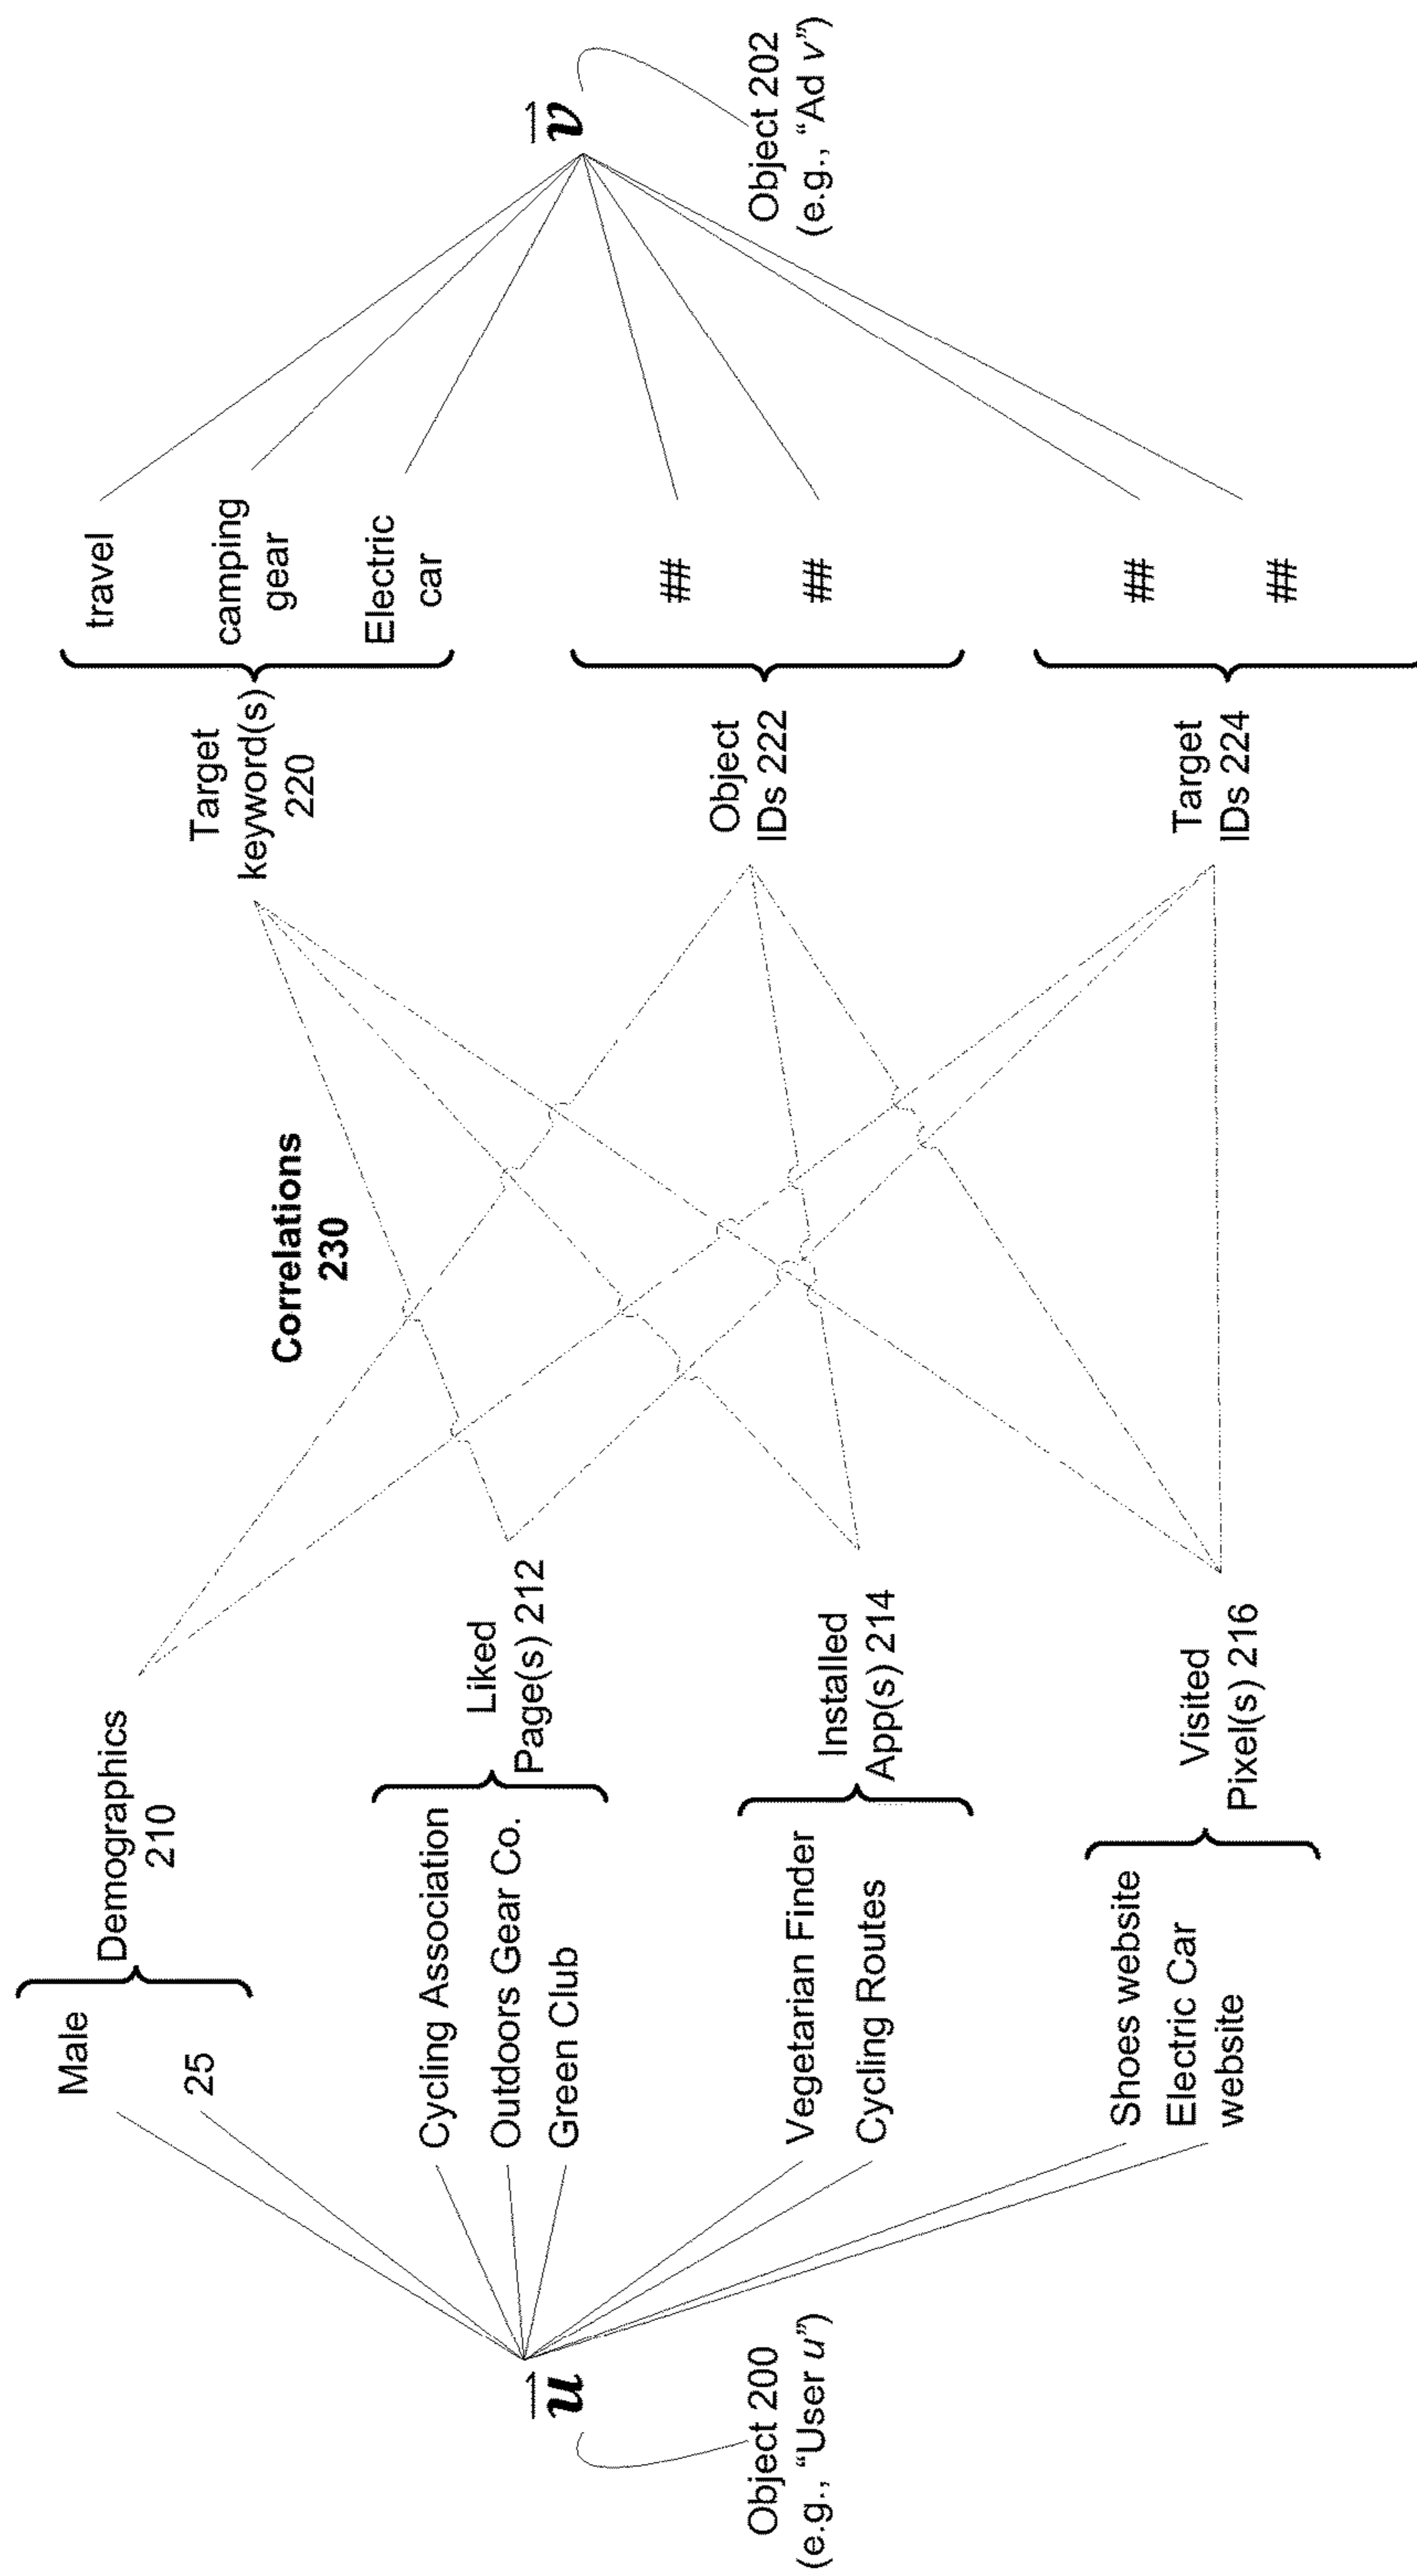 Object 200
(e.g., “User u”)
u
Male
25
Demographics
210
Cycling Association
Outdoors Gear Co.
Green Club
Liked
Page(s) 212
Vegetarian Finder
Cycling Routes
Installed
App(s) 214
Shoes website
Electric Car
website
Visited
Pixel(s) 216
Correlations
230
Target
keyword(s)
220
travel
camping
gear
Electric
car
Object
IDs 222
##
##
Target
IDs 224
##
##
v
Object 202
(e.g., “Ad v”)